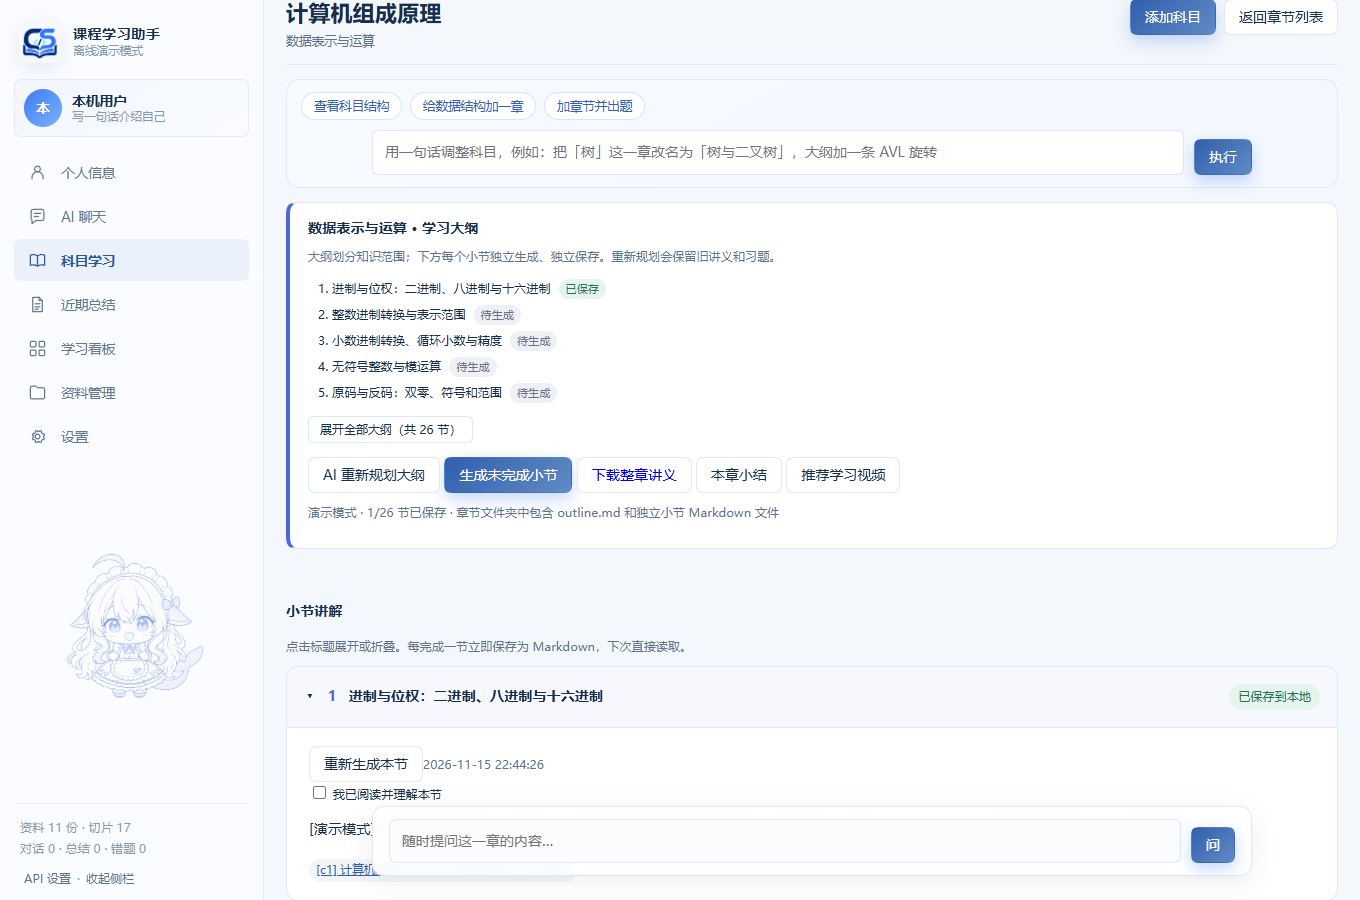 课程学习助手
离线演示模式
本
本机用户
写一句话介绍自己
个人信息
AI 聊天
科目学习
近期总结
学习看板
资料管理
设置
资料 11 份 · 切片 17
对话 0 · 总结 0 · 错题 0
API 设置 · 收起侧栏
计算机组成原理
数据表示与运算
添加科目
返回章节列表
查看科目结构
给数据结构加一章
加章节并出题
用一句话调整科目，例如：把「树」这一章改名为「树与二叉树」，大纲加一条 AVL 旋转
执行
数据表示与运算 • 学习大纲
大纲划分知识范围；下方每个小节独立生成、独立保存。重新规划会保留旧讲义和习题。
1. 进制与位权：二进制、八进制与十六进制 已保存
2. 整数进制转换与表示范围 待生成
3. 小数进制转换、循环小数与精度 待生成
4. 无符号整数与模运算 待生成
5. 原码与反码：双零、符号和范围 待生成
展开全部大纲（共 26 节）
AI 重新规划大纲
生成未完成小节
下载整章讲义
本章小结
推荐学习视频
演示模式 · 1/26 节已保存 · 章节文件夹中包含 outline.md 和独立小节 Markdown 文件
小节讲解
点击标题展开或折叠。每完成一节立即保存为 Markdown，下次直接读取。
▾ 1 进制与位权：二进制、八进制与十六进制
已保存到本地
重新生成本节 2026-11-15 22:44:26
我已阅读并理解本节
[演示模式]
随时提问这一章的内容...
问
[c1] 计算机